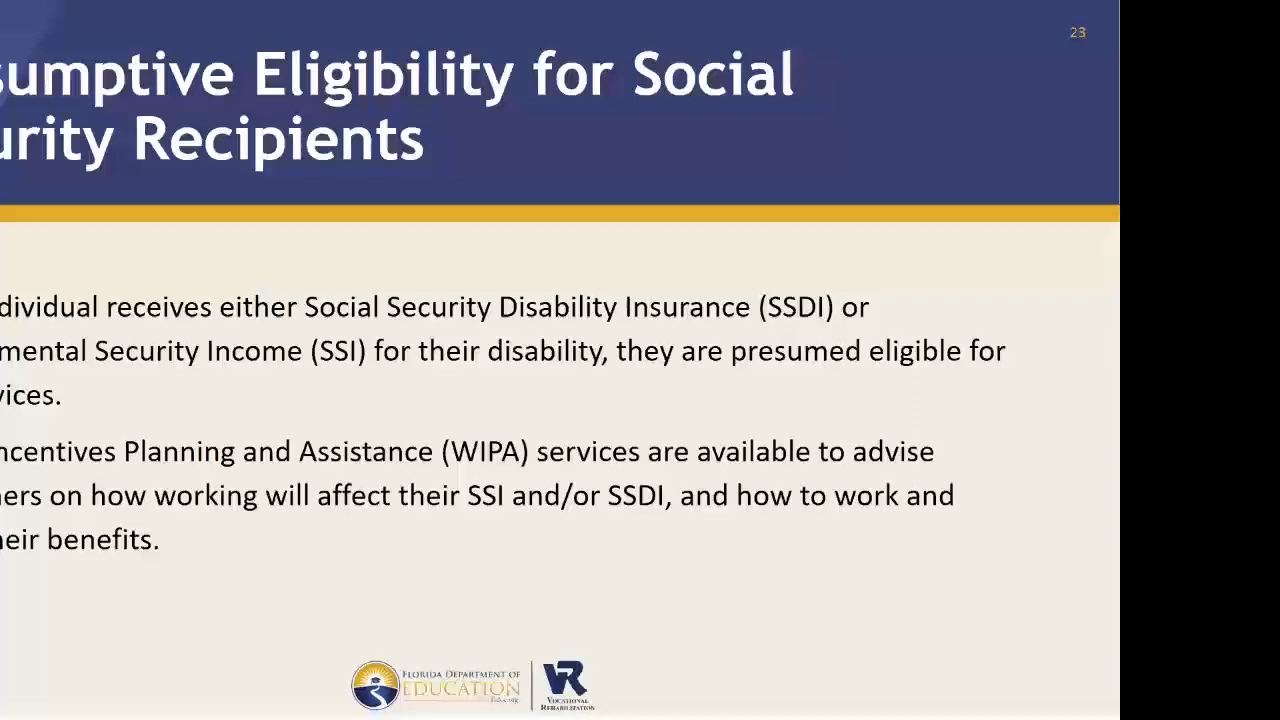 23
sumptive Eligibility for Social
urity Recipients
dividual receives either Social Security Disability Insurance (SSDI) or
mental Security Income (SSI) for their disability, they are presumed eligible for
vices.
ncentives Planning and Assistance (WIPA) services are available to advise
ners on how working will affect their SSI and/or SSDI, and how to work and
heir benefits.
FLORIDA DEPARTMENT OF
EDUCATION
fldoe.org
VR
VOCATIONAL
REHABILITATION